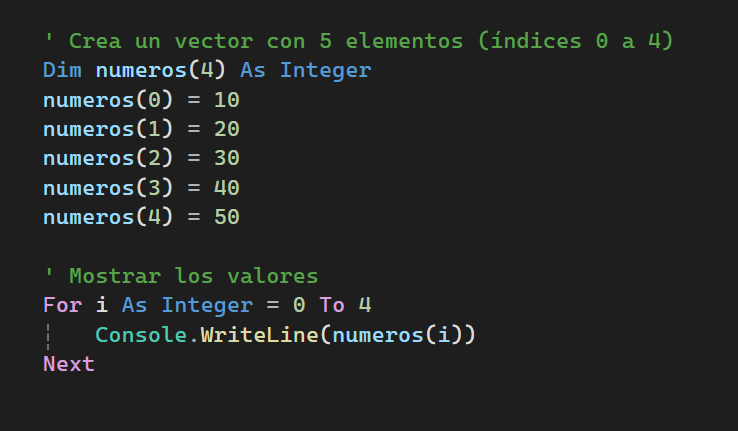 ' Crea un vector con 5 elementos (índices 0 a 4)
Dim numeros(4) As Integer
numeros(0) = 10
numeros(1) = 20
numeros(2) = 30
numeros(3) = 40
numeros(4) = 50

' Mostrar los valores
For i As Integer = 0 To 4
    Console.WriteLine(numeros(i))
Next